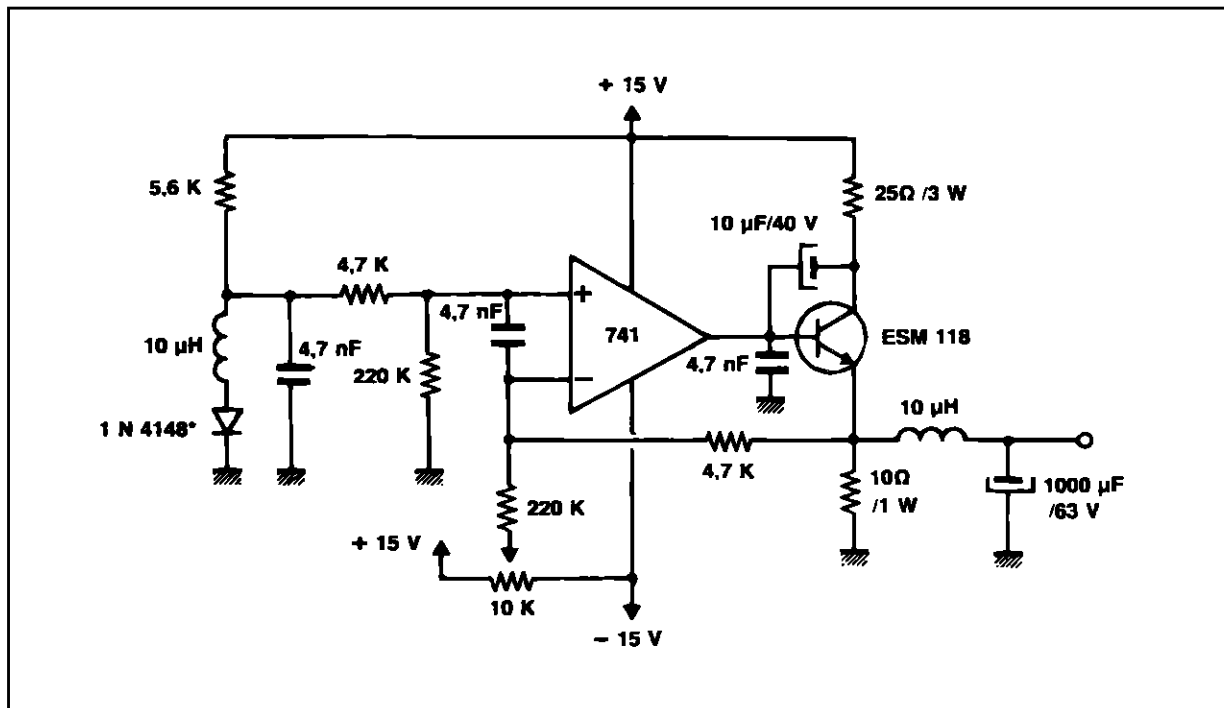 + 15 V
5,6 K
25Ω /3 W
10 µF/40 V
4,7 K
+
4,7 nF
741
ESM 118
10 µH
4,7 nF
220 K
−
4,7 nF
1 N 4148*
10 µH
4,7 K
220 K
10Ω
/1 W
1000 µF
/63 V
+ 15 V
10 K
− 15 V